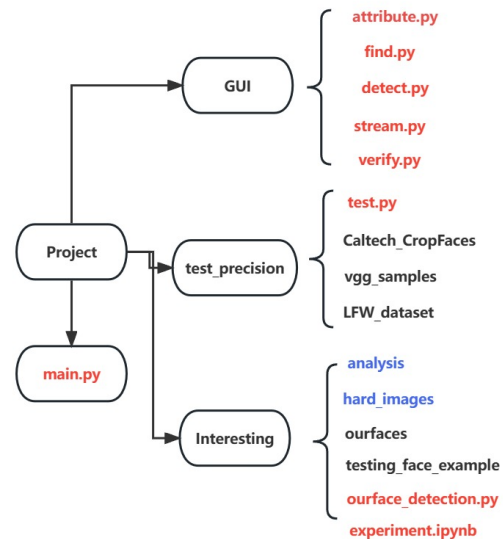 Project
main.py
GUI
attribute.py
find.py
detect.py
stream.py
verify.py
test_precision
test.py
Caltech_CropFaces
vgg_samples
LFW_dataset
Interesting
analysis
hard_images
ourfaces
testing_face_example
ourface_detection.py
experiment.ipynb